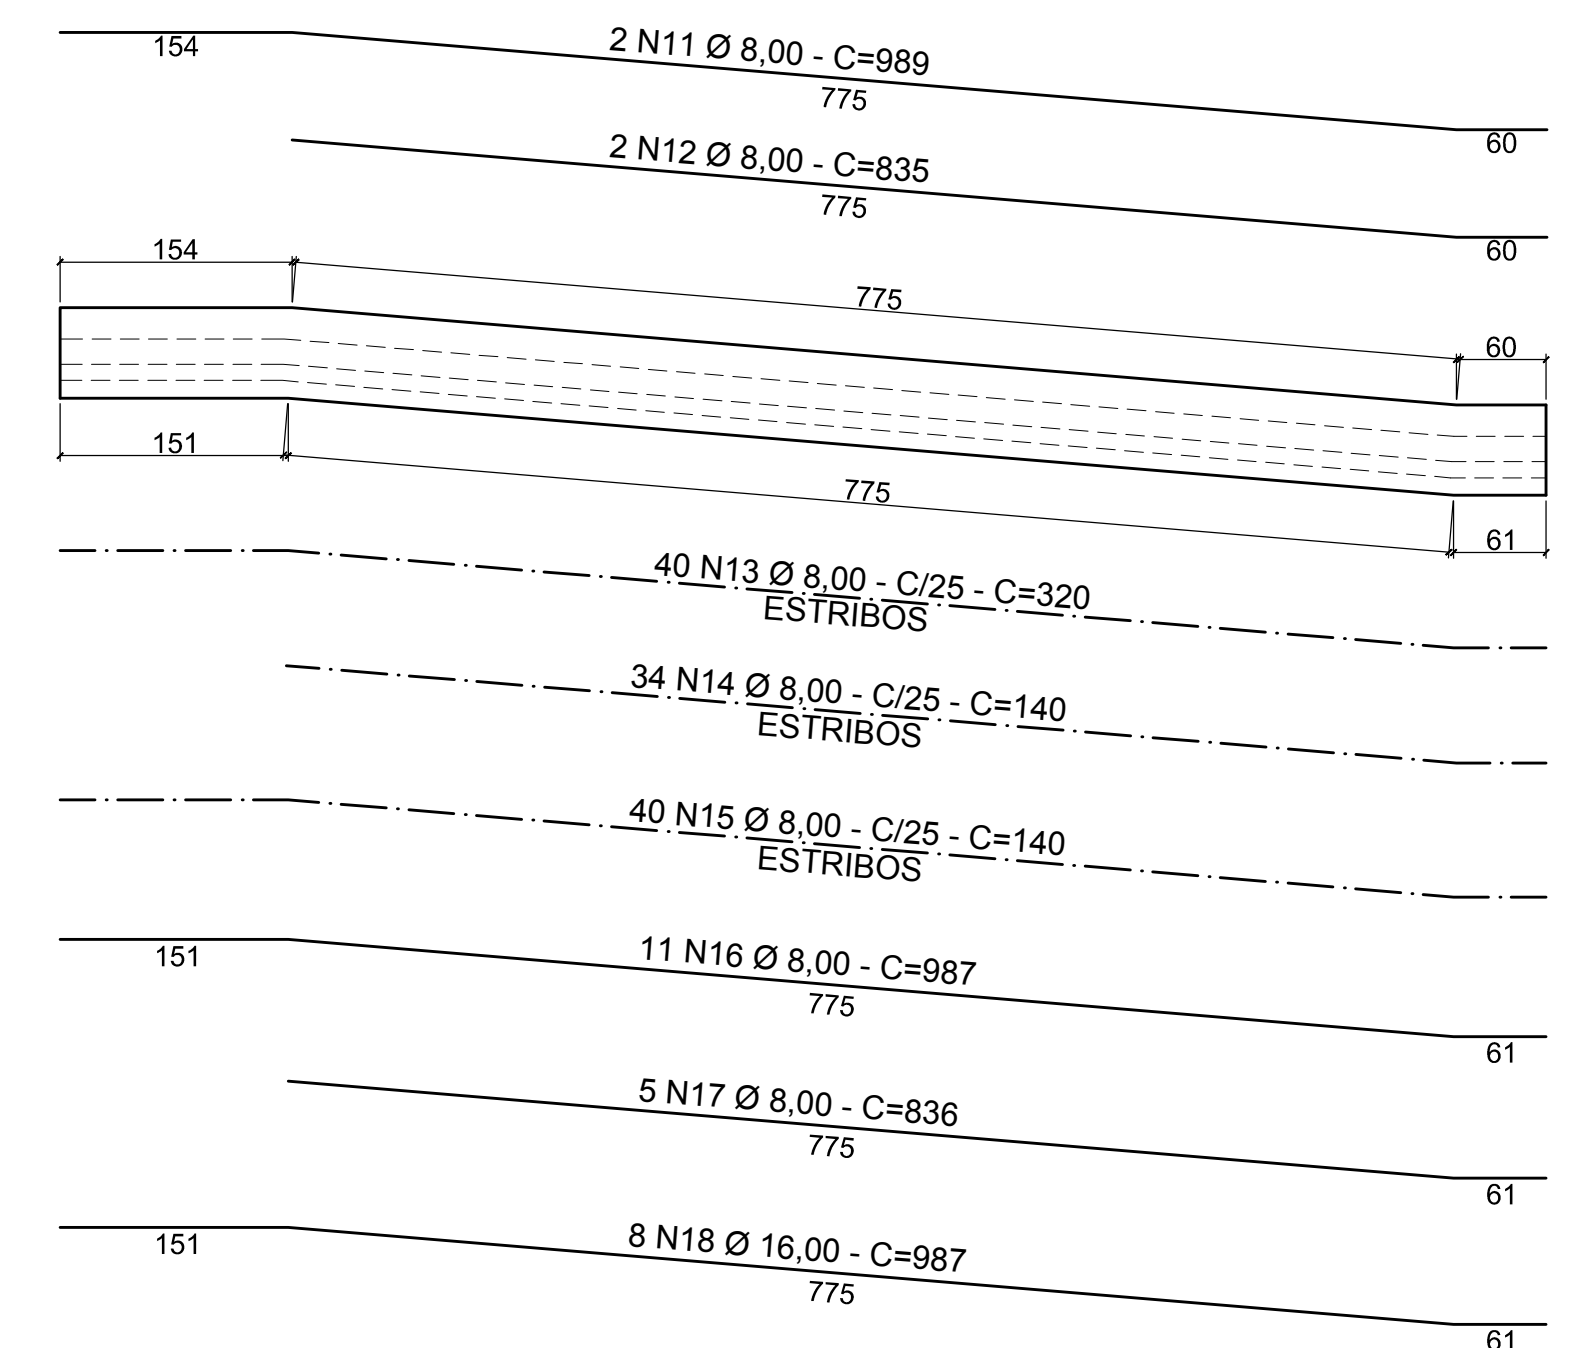 154
2 N11 Ø 8,00 - C=989
775
60
2 N12 Ø 8,00 - C=835
775
60
154
775
60
151
775
61
40 N13 Ø 8,00 - C/25 - C=320
ESTRIBOS
34 N14 Ø 8,00 - C/25 - C=140
ESTRIBOS
40 N15 Ø 8,00 - C/25 - C=140
ESTRIBOS
151
11 N16 Ø 8,00 - C=987
775
61
5 N17 Ø 8,00 - C=836
775
61
151
8 N18 Ø 16,00 - C=987
775
61